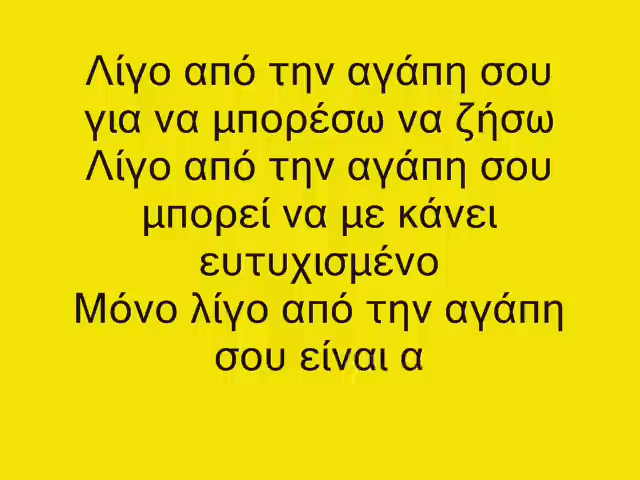 Λίγο από την αγάπη σου
για να μπορέσω να ζήσω
Λίγο από την αγάπη σου
μπορεί να με κάνει
ευτυχισμένο
Μόνο λίγο από την αγάπη
σου είναι α